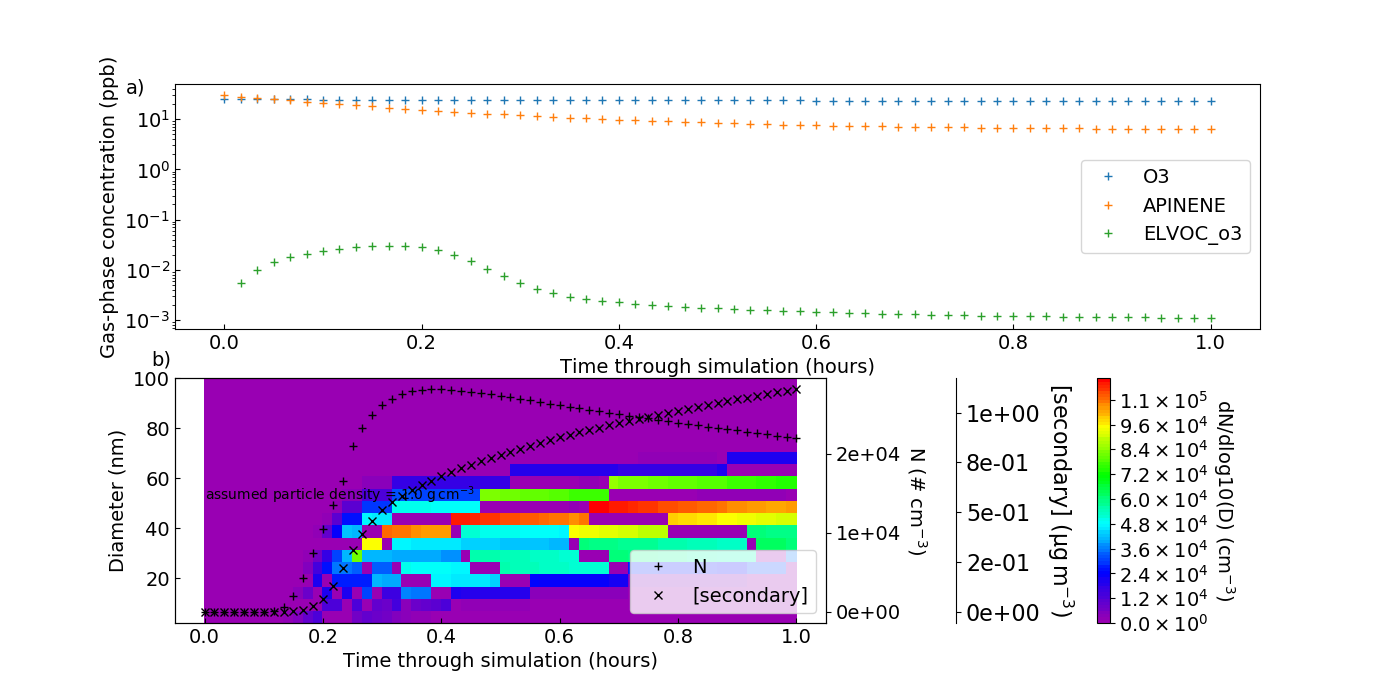 a)
Gas-phase concentration (ppb)
10¹
10⁰
10⁻¹
10⁻²
10⁻³
O3
APINENE
ELVOC_o3
0.0 0.2 0.4 0.6 0.8 1.0
Time through simulation (hours)
b)
Diameter (nm)
100
80
60
40
20
assumed particle density = 1.0 g cm⁻³
N
[secondary]
0.0 0.2 0.4 0.6 0.8 1.0
Time through simulation (hours)
2e+04
1e+04
0e+00
N (# cm⁻³)
1e+00
8e-01
5e-01
2e-01
0e+00
[secondary] (µg m⁻³)
1.1 × 10⁵
9.6 × 10⁴
8.4 × 10⁴
7.2 × 10⁴
6.0 × 10⁴
4.8 × 10⁴
3.6 × 10⁴
2.4 × 10⁴
1.2 × 10⁴
0.0 × 10⁰
dN/dlog10(D) (cm⁻³)